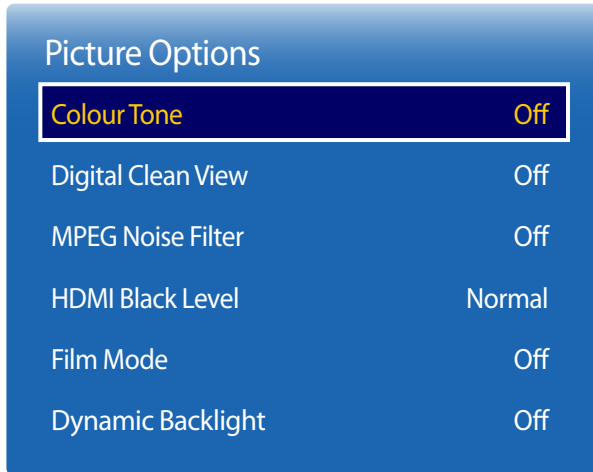 Picture Options
Colour Tone Off
Digital Clean View Off
MPEG Noise Filter Off
HDMI Black Level Normal
Film Mode Off
Dynamic Backlight Off